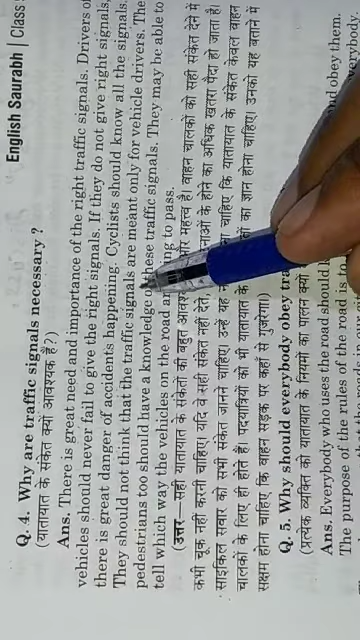 English Saurabh | Class
Q. 4. Why are traffic signals necessary ?
(यातायात के संकेत क्यों आवश्यक हैं?)
Ans. There is great need and importance of the right traffic signals. Drivers of
vehicles should never fail to give the right signals. If they do not give right signals,
there is great danger of accidents happening. Cyclists should know all the signals.
They should not think that the traffic signals are meant only for vehicle drivers. The
pedestrians too should have a knowledge of these traffic signals. They may be able to
tell which way the vehicles on the road are to pass.
(उत्तर—सही यातायात के संकेतों की बहुत और महत्त्व है। वाहन चालकों को सही संकेत देने में
कभी चूक नहीं करनी चाहिए। यदि वे सही संकेत नहीं देते, के होने का अधिक खतरा पैदा हो जाता है।
साइकिल सवार को सभी संकेत जानने चाहिए। उन्हें यह चाहिए कि यातायात के संकेत केवल वाहन
चालकों के लिए ही होते हैं। पदयात्रियों को भी यातायात के का ज्ञान होना चाहिए। उनको यह बताने में
सक्षम होना चाहिए कि वाहन सड़क पर कहाँ से गुजरेंगा।)
Q. 5. Why should everybody obey
(प्रत्येक व्यक्ति को यातायात के नियमों का पालन क्यों
Ans. Everybody who uses the road should and obey them.
The purpose of the rules of the road is to everybody.